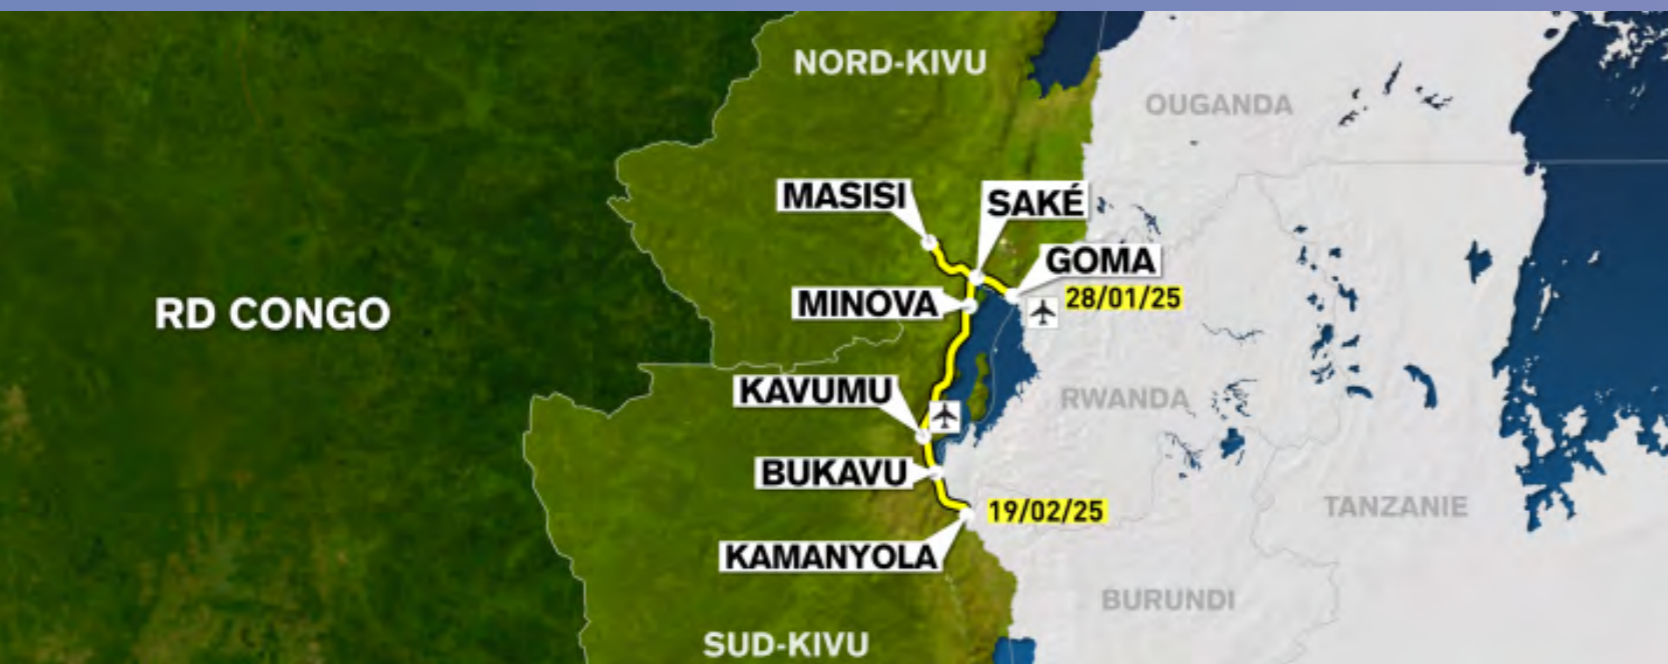 NORD-KIVU
OUGANDA
MASISI
SAKÉ
GOMA
28/01/25
MINOVA
RD CONGO
KAVUMU
RWANDA
BUKAVU
19/02/25
TANZANIE
KAMANYOLA
BURUNDI
SUD-KIVU